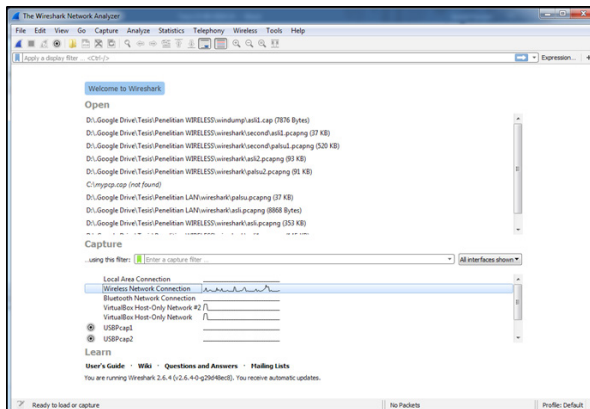 The Wireshark Network Analyzer
File Edit View Go Capture Analyze Statistics Telephony Wireless Tools Help
Apply a display filter ... <Ctrl-/>
Expression... +
Welcome to Wireshark
Open
D:\.Google Drive\Tesis\Penelitian WIRELESS\windump\asli1.cap (7876 Bytes)
D:\.Google Drive\Tesis\Penelitian WIRELESS\wireshark\second\asli1.pcapng (37 KB)
D:\.Google Drive\Tesis\Penelitian WIRELESS\wireshark\second\palsu1.pcapng (520 KB)
D:\.Google Drive\Tesis\Penelitian WIRELESS\wireshark\asli2.pcapng (93 KB)
D:\.Google Drive\Tesis\Penelitian WIRELESS\wireshark\palsu2.pcapng (91 KB)
C:\mypcp.cap (not found)
D:\.Google Drive\Tesis\Penelitian LAN\wireshark\palsu.pcapng (37 KB)
D:\.Google Drive\Tesis\Penelitian LAN\wireshark\asli.pcapng (8868 Bytes)
D:\.Google Drive\Tesis\Penelitian WIRELESS\wireshark\asli.pcapng (353 KB)
Capture
...using this filter: Enter a capture filter ... All interfaces shown
Local Area Connection
Wireless Network Connection
Bluetooth Network Connection
VirtualBox Host-Only Network #2
VirtualBox Host-Only Network
USBPcap1
USBPcap2
Learn
User's Guide · Wiki · Questions and Answers · Mailing Lists
You are running Wireshark 2.6.4 (v2.6.4-0-g29d48ec8). You receive automatic updates.
Ready to load or capture No Packets Profile: Default